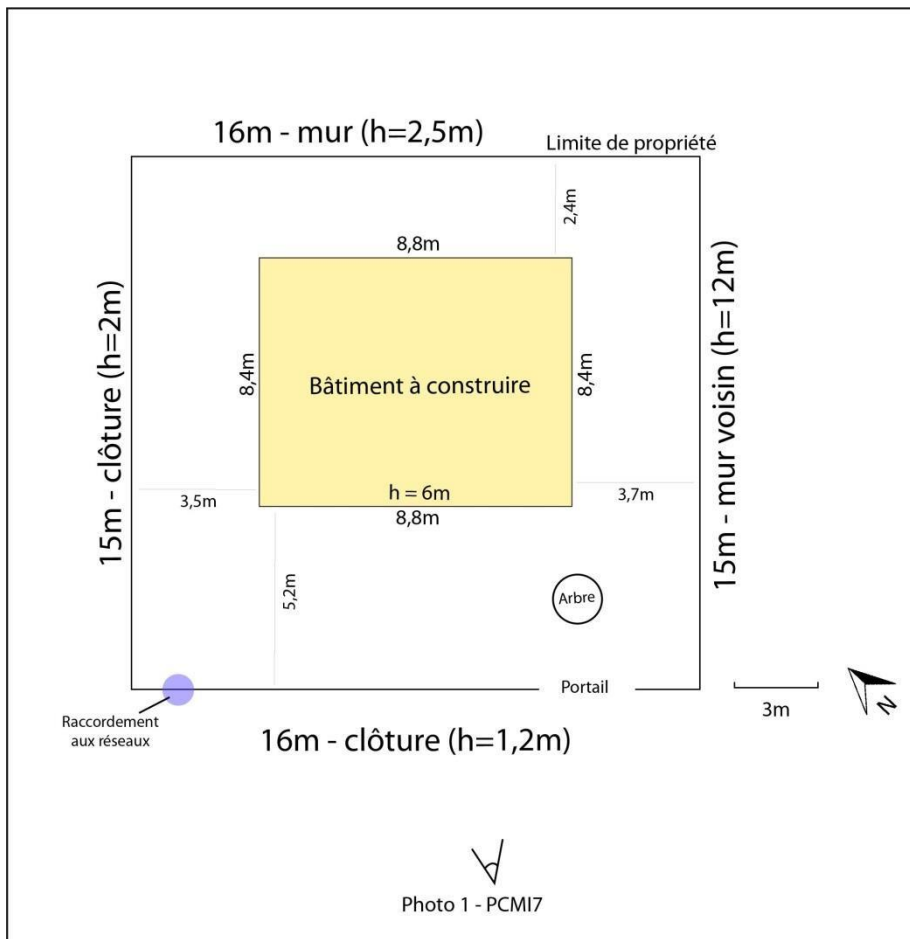 16m - mur (h=2,5m)
Limite de propriété
2,4m
8,8m
15m - clôture (h=2m)
8,4m
Bâtiment à construire
8,4m
15m - mur voisin (h=12m)
h = 6m
8,8m
3,5m
3,7m
5,2m
Arbre
Portail
Raccordement
aux réseaux
16m - clôture (h=1,2m)
3m
N
Photo 1 - PCMI7